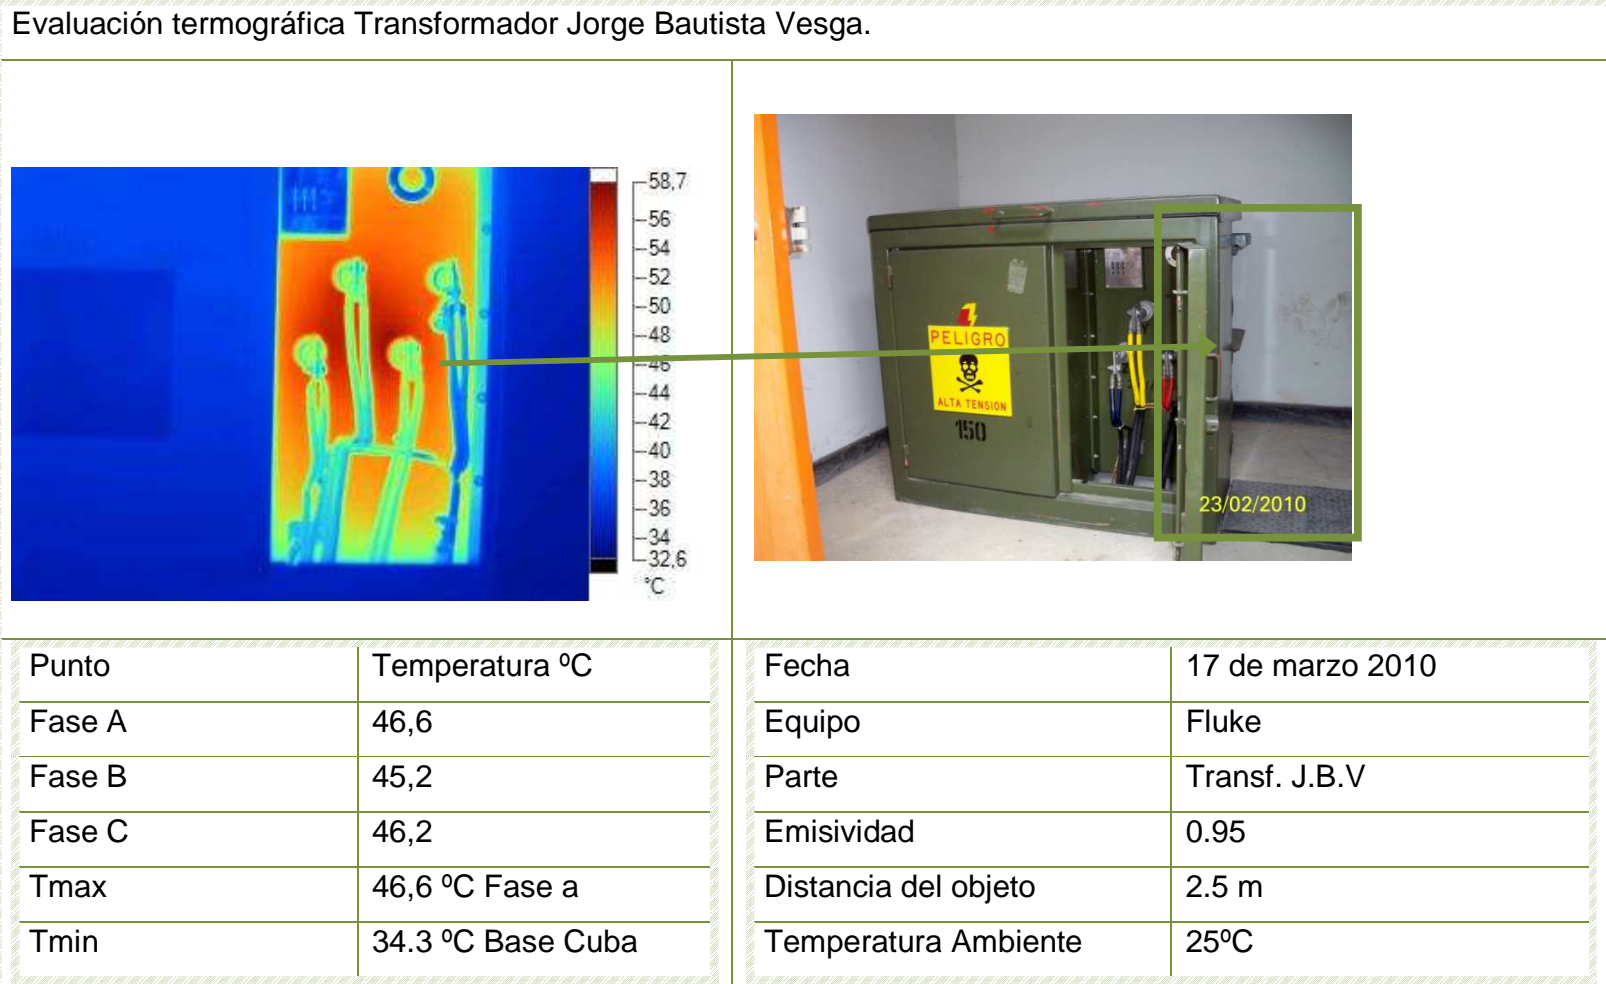 Evaluación termográfica Transformador Jorge Bautista Vesga.
58,7
56
54
52
50
48
46
44
42
40
38
36
34
32,6
°C
PELIGRO
ALTA TENSION
150
23/02/2010
Punto Temperatura ºC
Fase A 46,6
Fase B 45,2
Fase C 46,2
Tmax 46,6 ºC Fase a
Tmin 34.3 ºC Base Cuba
Fecha 17 de marzo 2010
Equipo Fluke
Parte Transf. J.B.V
Emisividad 0.95
Distancia del objeto 2.5 m
Temperatura Ambiente 25ºC